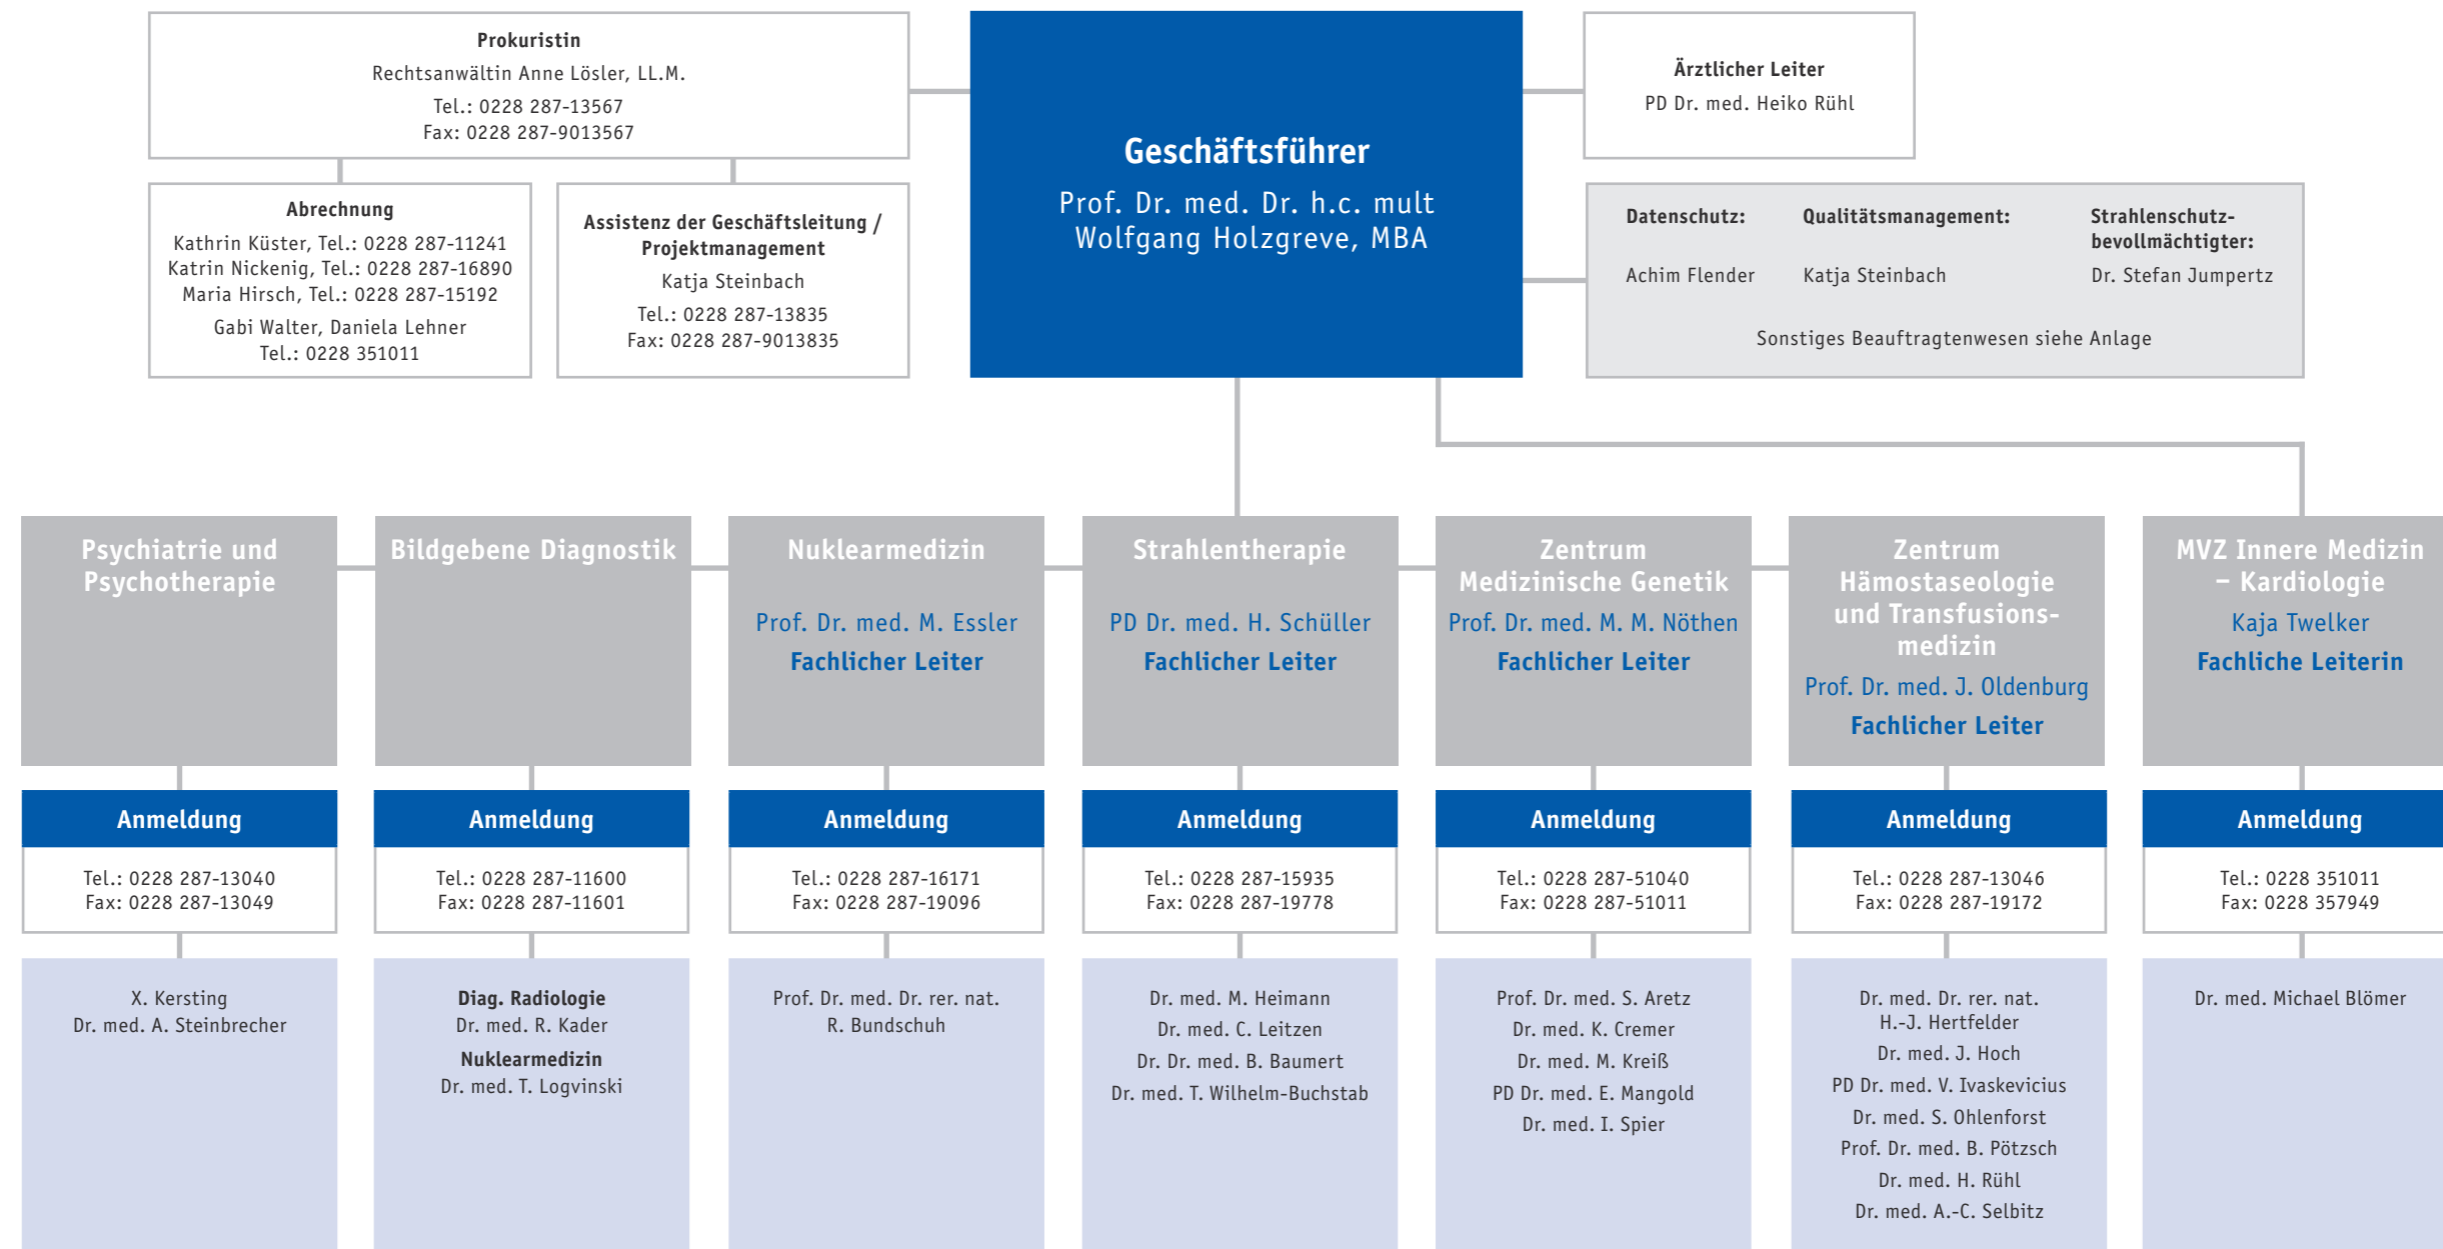 Prokuristin
Rechtsanwältin Anne Lösler, LL.M.
Tel.: 0228 287-13567
Fax: 0228 287-9013567
Abrechnung
Kathrin Küster, Tel.: 0228 287-11241
Katrin Nickenig, Tel.: 0228 287-16890
Maria Hirsch, Tel.: 0228 287-15192
Gabi Walter, Daniela Lehner
Tel.: 0228 351011
Assistenz der Geschäftsleitung /
Projektmanagement
Katja Steinbach
Tel.: 0228 287-13835
Fax: 0228 287-9013835
Geschäftsführer
Prof. Dr. med. Dr. h.c. mult
Wolfgang Holzgreve, MBA
Ärztlicher Leiter
PD Dr. med. Heiko Rühl
Datenschutz:
Achim Flender
Qualitätsmanagement:
Katja Steinbach
Strahlenschutz-
bevollmächtigter:
Dr. Stefan Jumpertz
Sonstiges Beauftragtenwesen siehe Anlage
Psychiatrie und
Psychotherapie
Anmeldung
Tel.: 0228 287-13040
Fax: 0228 287-13049
X. Kersting
Dr. med. A. Steinbrecher
Bildgebene Diagnostik
Anmeldung
Tel.: 0228 287-11600
Fax: 0228 287-11601
Diag. Radiologie
Dr. med. R. Kader
Nuklearmedizin
Dr. med. T. Logvinski
Nuklearmedizin
Prof. Dr. med. M. Essler
Fachlicher Leiter
Anmeldung
Tel.: 0228 287-16171
Fax: 0228 287-19096
Prof. Dr. med. Dr. rer. nat.
R. Bundschuh
Strahlentherapie
PD Dr. med. H. Schüller
Fachlicher Leiter
Anmeldung
Tel.: 0228 287-15935
Fax: 0228 287-19778
Dr. med. M. Heimann
Dr. med. C. Leitzen
Dr. Dr. med. B. Baumert
Dr. med. T. Wilhelm-Buchstab
Zentrum
Medizinische Genetik
Prof. Dr. med. M. M. Nöthen
Fachlicher Leiter
Anmeldung
Tel.: 0228 287-51040
Fax: 0228 287-51011
Prof. Dr. med. S. Aretz
Dr. med. K. Cremer
Dr. med. M. Kreiß
PD Dr. med. E. Mangold
Dr. med. I. Spier
Zentrum
Hämostaseologie
und Transfusions-
medizin
Prof. Dr. med. J. Oldenburg
Fachlicher Leiter
Anmeldung
Tel.: 0228 287-13046
Fax: 0228 287-19172
Dr. med. Dr. rer. nat.
H.-J. Hertfelder
Dr. med. J. Hoch
PD Dr. med. V. Ivaskevicius
Dr. med. S. Ohlenforst
Prof. Dr. med. B. Pötzsch
Dr. med. H. Rühl
Dr. med. A.-C. Selbitz
MVZ Innere Medizin
– Kardiologie
Kaja Twelker
Fachliche Leiterin
Anmeldung
Tel.: 0228 351011
Fax: 0228 357949
Dr. med. Michael Blömer